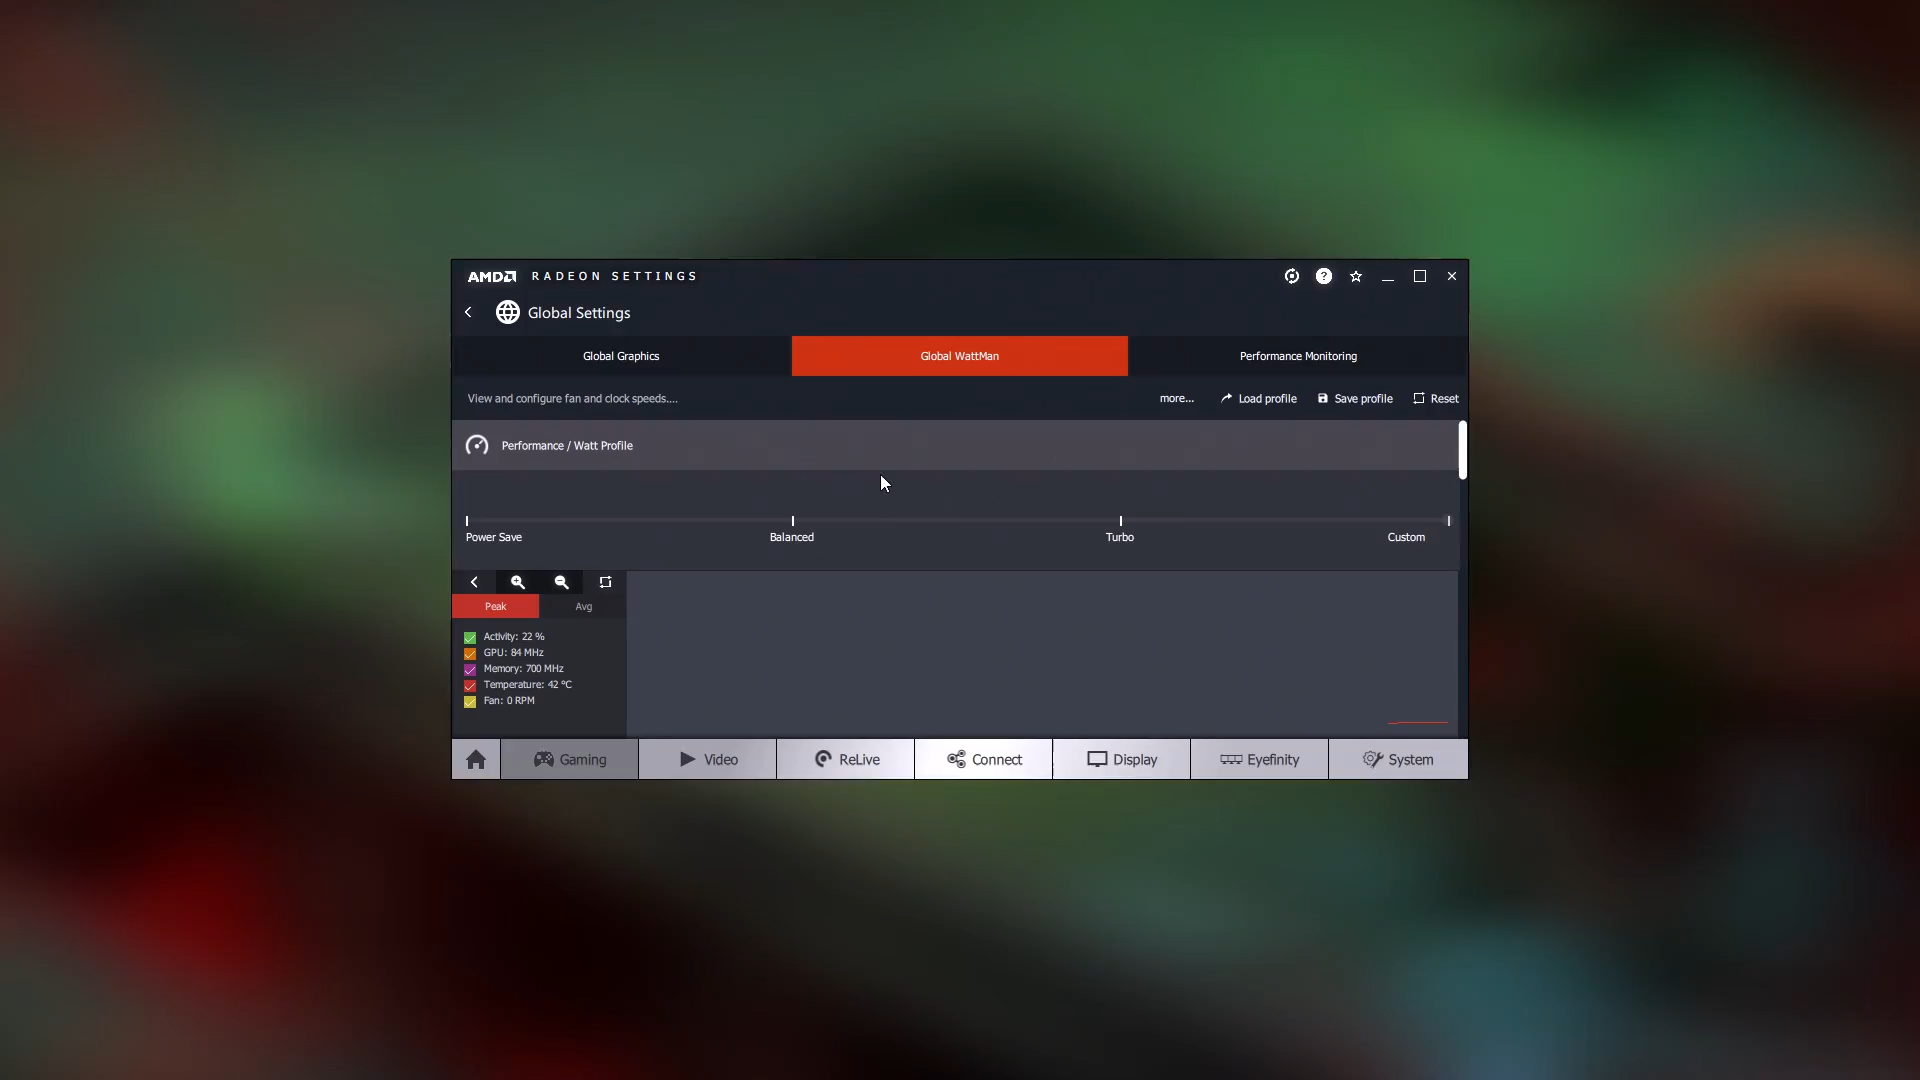 AMD RADEON SETTINGS
Global Settings
Global Graphics Global WattMan Performance Monitoring
View and configure fan and clock speeds.... more... Load profile Save profile Reset
Performance / Watt Profile
Power Save Balanced Turbo Custom
Peak Avg
Activity: 22 %
GPU: 84 MHz
Memory: 700 MHz
Temperature: 42 °C
Fan: 0 RPM
Gaming Video ReLive Connect Display Eyefinity System